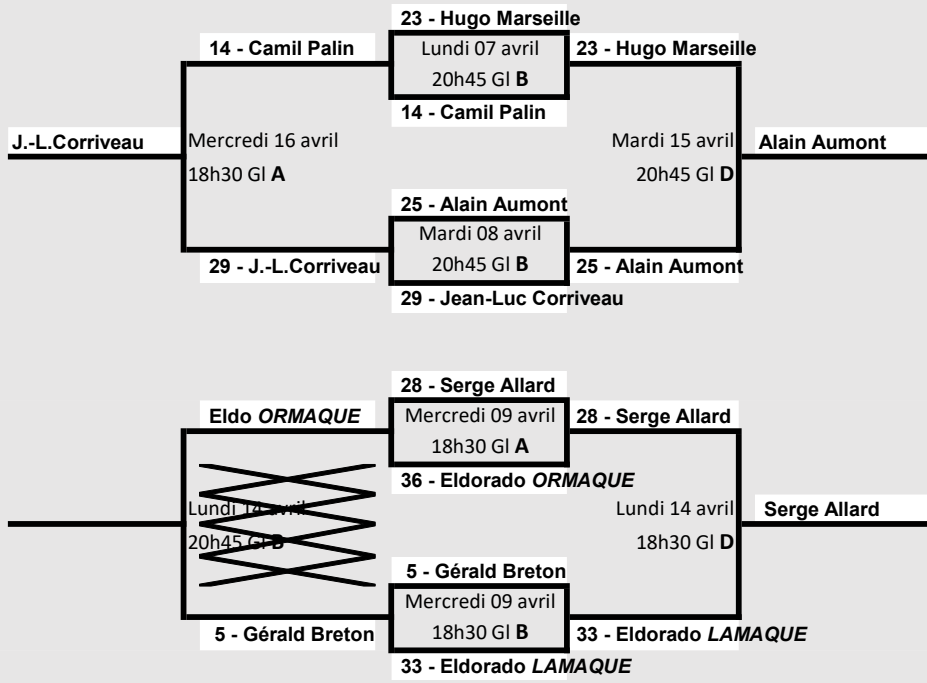 23 - Hugo Marseille
14 - Camil Palin
Lundi 07 avril
23 - Hugo Marseille
20h45 Gl B
14 - Camil Palin
J.-L.Corriveau
Mercredi 16 avril
Mardi 15 avril
Alain Aumont
18h30 Gl A
20h45 Gl D
25 - Alain Aumont
Mardi 08 avril
29 - J.-L.Corriveau
20h45 Gl B
25 - Alain Aumont
29 - Jean-Luc Corriveau
28 - Serge Allard
Eldo ORMAQUE
Mercredi 09 avril
28 - Serge Allard
18h30 Gl A
36 - Eldorado ORMAQUE
Lundi 14 avril
Lundi 14 avril
Serge Allard
20h45 Gl B
18h30 Gl D
5 - Gérald Breton
Mercredi 09 avril
5 - Gérald Breton
18h30 Gl B
33 - Eldorado LAMAQUE
33 - Eldorado LAMAQUE